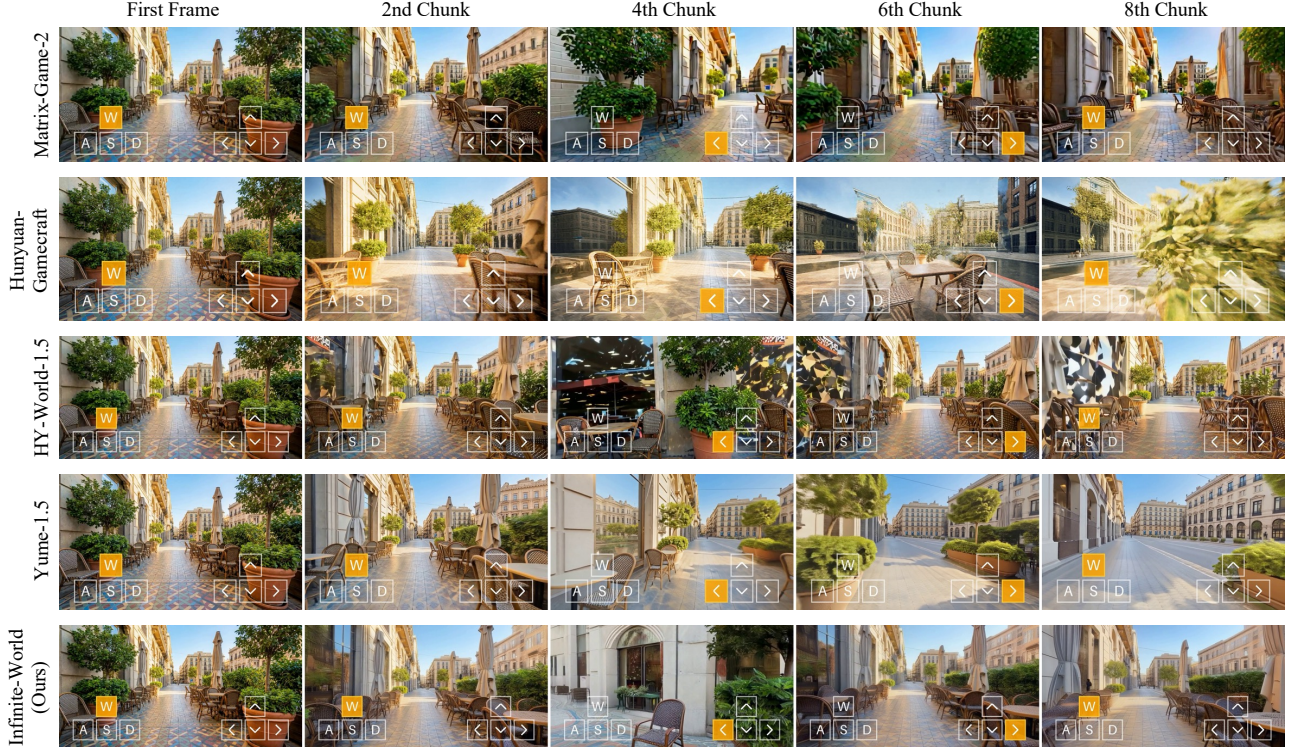 First Frame 2nd Chunk 4th Chunk 6th Chunk 8th Chunk
Matrix-Game-2
W W W W W
A S D A S D A S D A S D A S D
Hunyuan-
Gamecraft
W W W W W
A S D A S D A S D A S D A S D
HY-World-1.5
W W W W W
A S D A S D A S D A S D A S D
Yume-1.5
W W W W W
A S D A S D A S D A S D A S D
Infinite-World
(Ours)
W W W W W
A S D A S D A S D A S D A S D